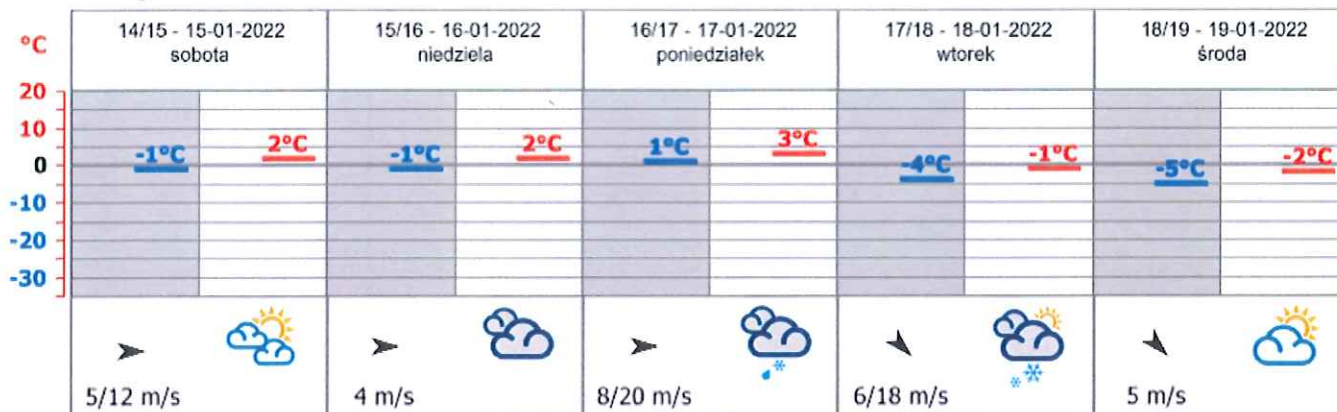 14/15 - 15-01-2022
sobota
15/16 - 16-01-2022
niedziela
16/17 - 17-01-2022
poniedziałek
17/18 - 18-01-2022
wtorek
18/19 - 19-01-2022
środa
°C
20
10
0
-10
-20
-30
-1°C
2°C
-1°C
2°C
1°C
3°C
-4°C
-1°C
-5°C
-2°C
5/12 m/s
4 m/s
8/20 m/s
6/18 m/s
5 m/s